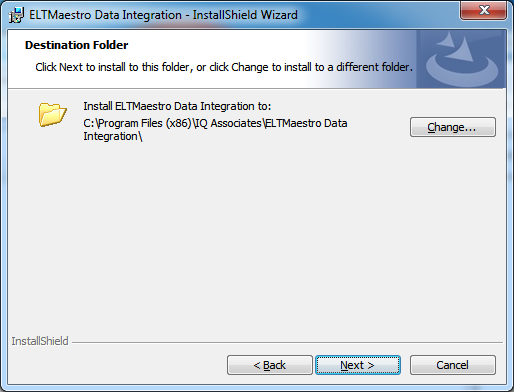 ELTMaestro Data Integration - InstallShield Wizard
Destination Folder
Click Next to install to this folder, or click Change to install to a different folder.
Install ELTMaestro Data Integration to:
C:\Program Files (x86)\IQ Associates\ELTMaestro Data
Integration\
Change...
InstallShield
< Back
Next >
Cancel